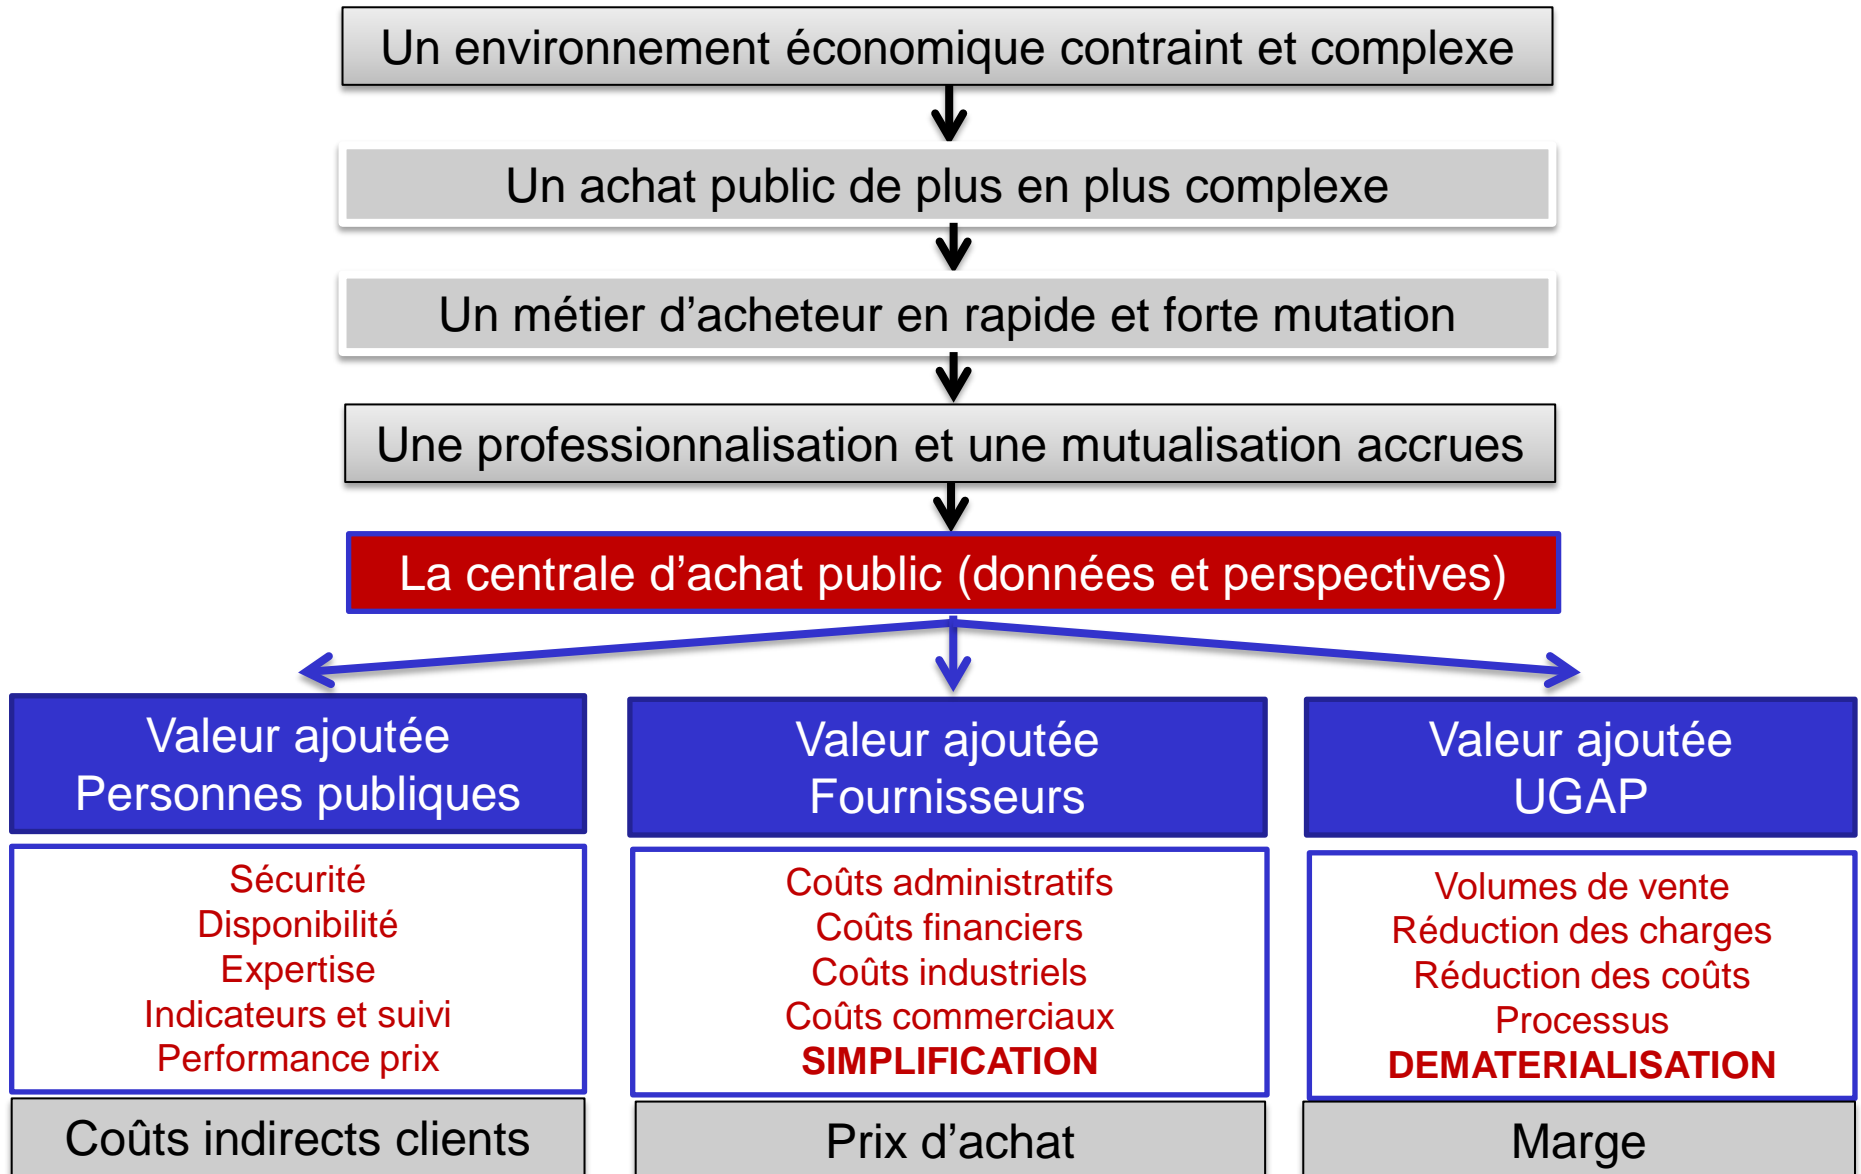 Un environnement économique contraint et complexe
Un achat public de plus en plus complexe
Un métier d’acheteur en rapide et forte mutation
Une professionnalisation et une mutualisation accrues
La centrale d’achat public (données et perspectives)
Valeur ajoutée
Personnes publiques
Sécurité
Disponibilité
Expertise
Indicateurs et suivi
Performance prix
Coûts indirects clients
Valeur ajoutée
Fournisseurs
Coûts administratifs
Coûts financiers
Coûts industriels
Coûts commerciaux
SIMPLIFICATION
Prix d’achat
Valeur ajoutée
UGAP
Volumes de vente
Réduction des charges
Réduction des coûts
Processus
DEMATERIALISATION
Marge